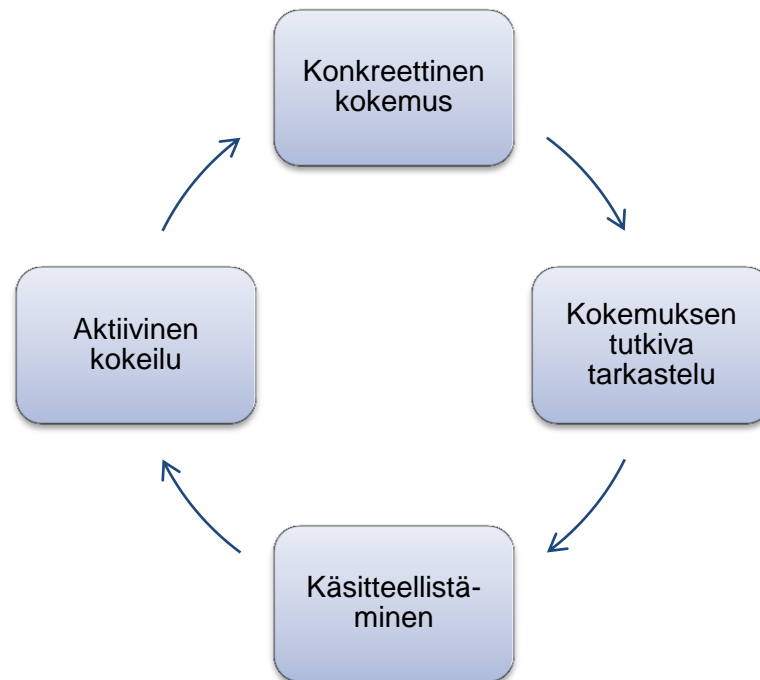 Konkreettinen
kokemus
Kokemuksen
tutkiva
tarkastelu
Käsitteellistä-
minen
Aktiivinen
kokeilu